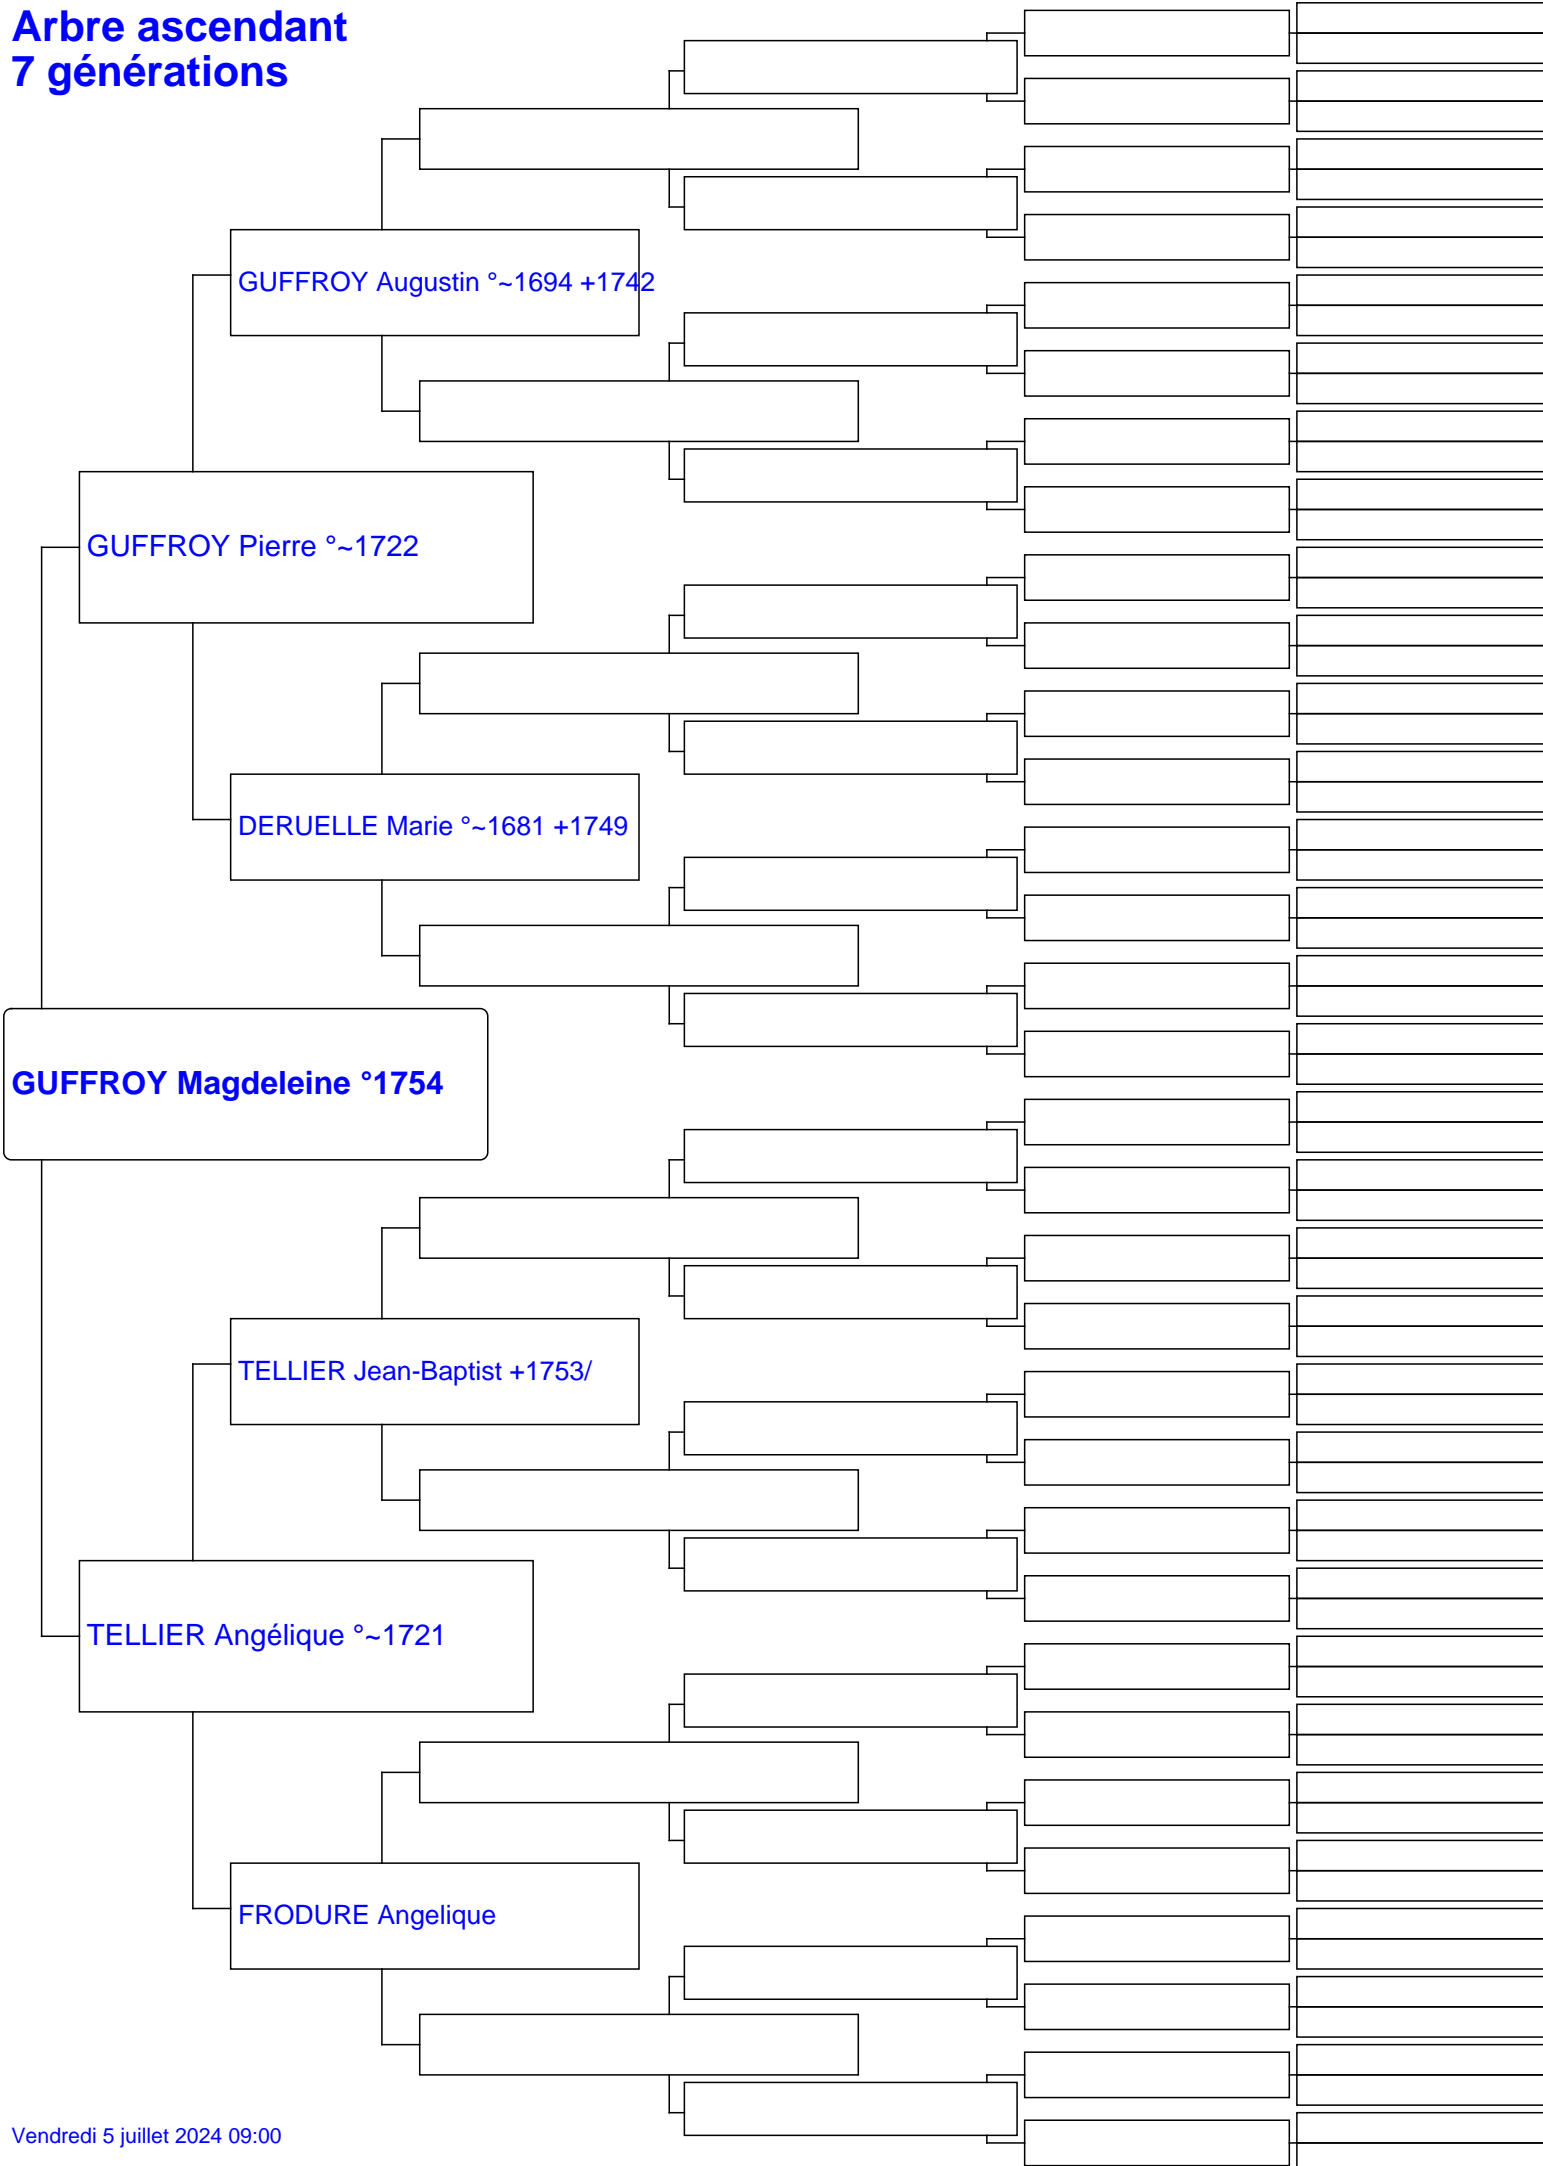 Arbre ascendant
7 générations
GUFFROY Augustin °~1694 +1742
GUFFROY Pierre °~1722
DERUELLE Marie °~1681 +1749
GUFFROY Magdeleine °1754
TELLIER Jean-Baptist +1753/
TELLIER Angélique °~1721
FRODURE Angelique
Vendredi 5 juillet 2024 09:00